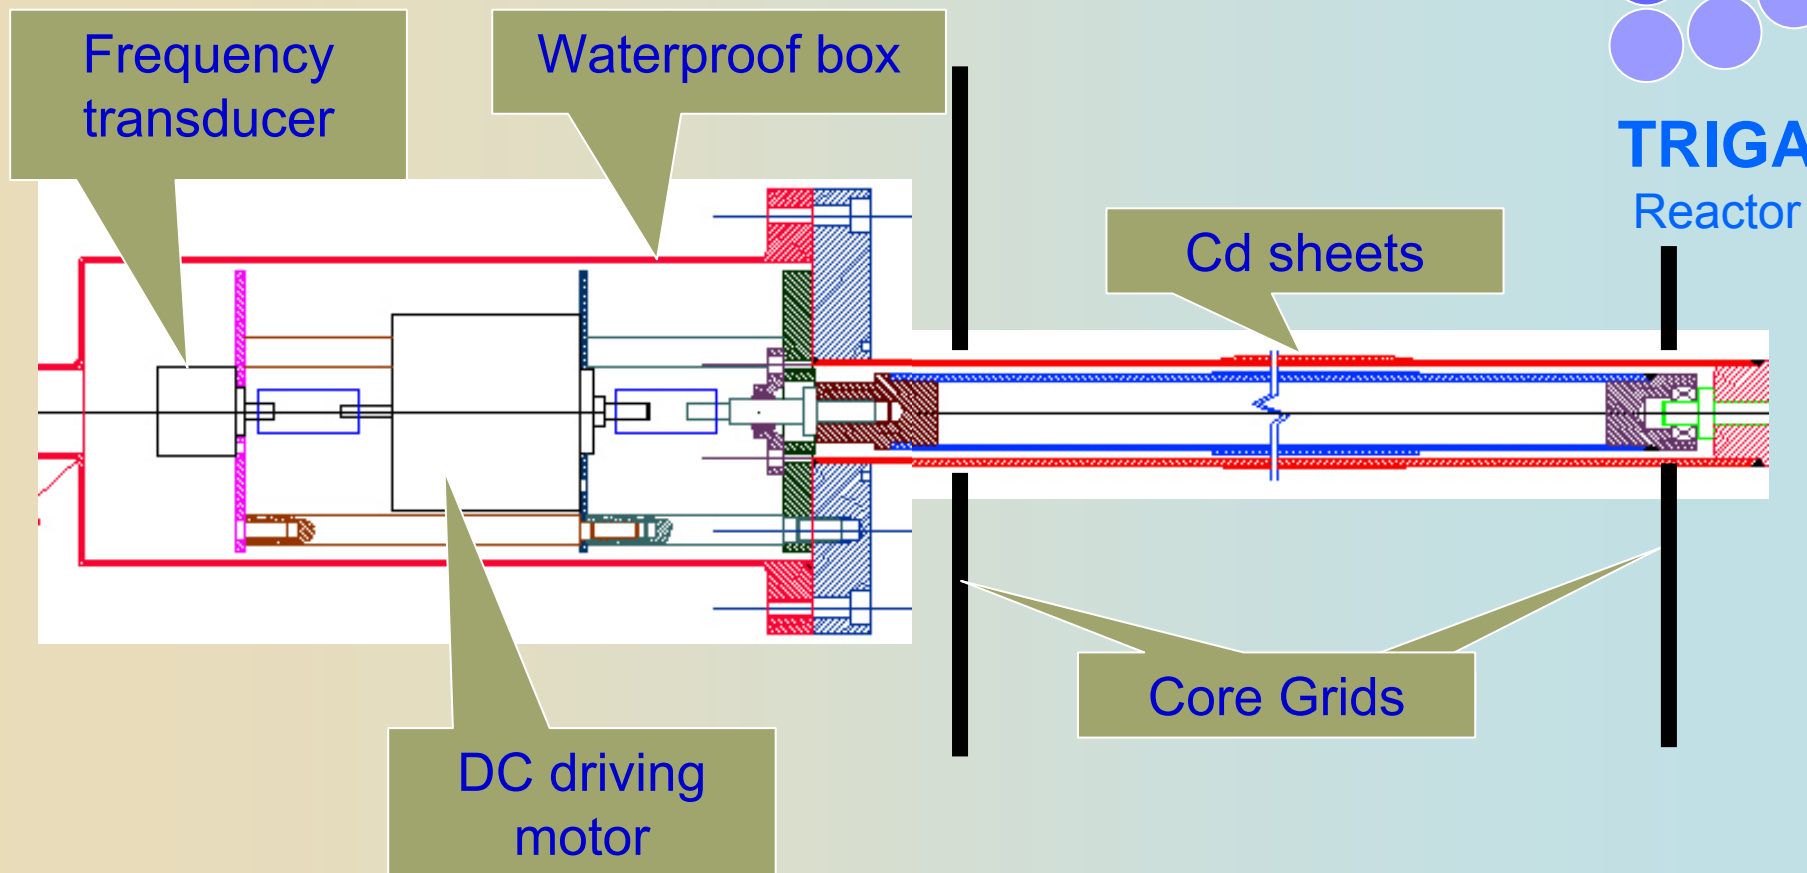 Frequency
transducer
Waterproof box
TRIGA
Reactor
Cd sheets
Core Grids
DC driving
motor